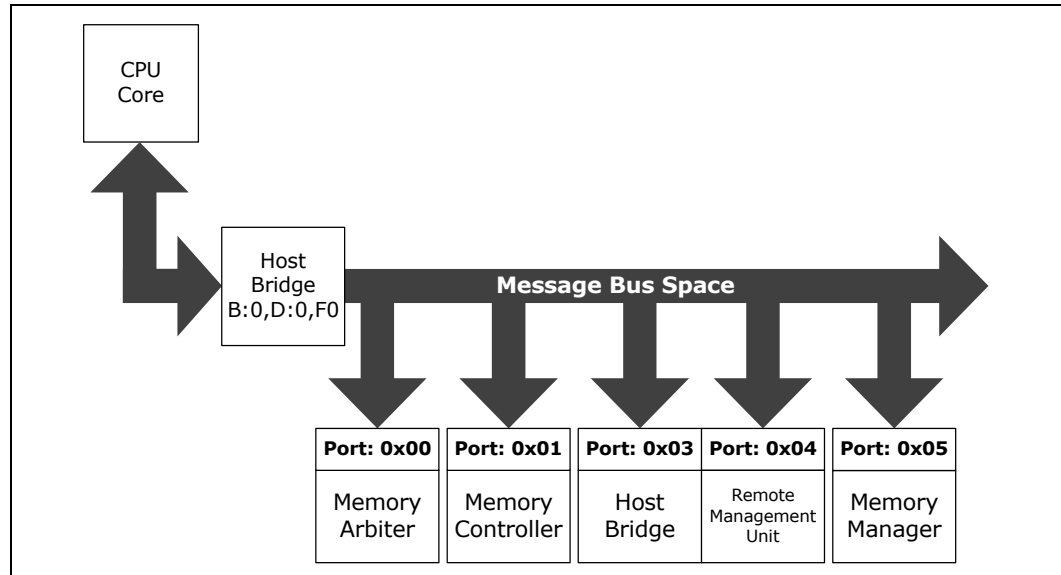 CPU
Core
Host
Bridge
B:0,D:0,F0
Message Bus Space
Port: 0x00
Port: 0x01
Port: 0x03
Port: 0x04
Port: 0x05
Memory
Arbiter
Memory
Controller
Host
Bridge
Remote
Management
Unit
Memory
Manager